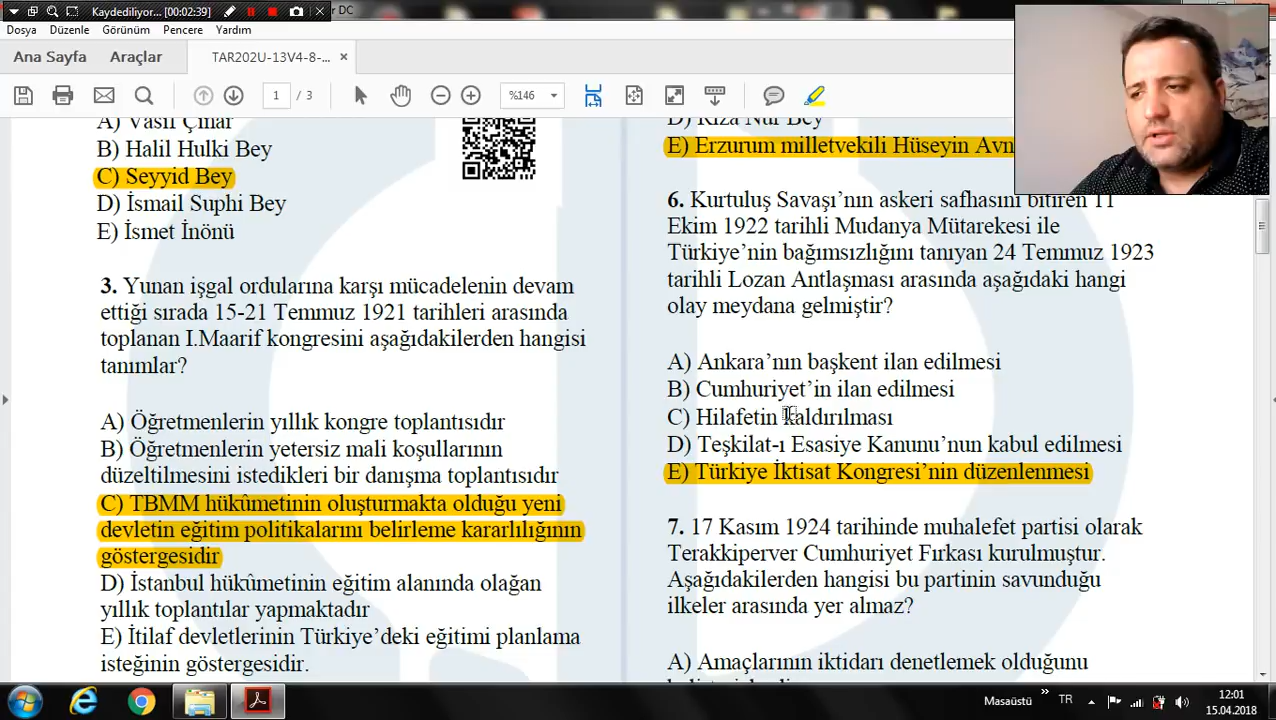 Kaydediliyor... [00:02:39]
r DC
Dosya Düzenle Görünüm Pencere Yardım
Ana Sayfa Araçlar TAR202U-13V4-8-... ×
1 / 3 %146
A) Vasıf Çınar
B) Halil Hulki Bey
C) Seyyid Bey
D) İsmail Suphi Bey
E) İsmet İnönü
3. Yunan işgal ordularına karşı mücadelenin devam
ettiği sırada 15-21 Temmuz 1921 tarihleri arasında
toplanan I.Maarif kongresini aşağıdakilerden hangisi
tanımlar?
A) Öğretmenlerin yıllık kongre toplantısıdır
B) Öğretmenlerin yetersiz mali koşullarının
düzeltilmesini istedikleri bir danışma toplantısıdır
C) TBMM hükûmetinin oluşturmakta olduğu yeni
devletin eğitim politikalarını belirleme kararlılığının
göstergesidir
D) İstanbul hükûmetinin eğitim alanında olağan
yıllık toplantılar yapmaktadır
E) İtilaf devletlerinin Türkiye’deki eğitimi planlama
isteğinin göstergesidir.
D) Rıza Nur Bey
E) Erzurum milletvekili Hüseyin Avn
6. Kurtuluş Savaşı’nın askeri safhasını bitiren 11
Ekim 1922 tarihli Mudanya Mütarekesi ile
Türkiye’nin bağımsızlığını tanıyan 24 Temmuz 1923
tarihli Lozan Antlaşması arasında aşağıdaki hangi
olay meydana gelmiştir?
A) Ankara’nın başkent ilan edilmesi
B) Cumhuriyet’in ilan edilmesi
C) Hilafetin kaldırılması
D) Teşkilat-ı Esasiye Kanunu’nun kabul edilmesi
E) Türkiye İktisat Kongresi’nin düzenlenmesi
7. 17 Kasım 1924 tarihinde muhalefet partisi olarak
Terakkiperver Cumhuriyet Fırkası kurulmuştur.
Aşağıdakilerden hangisi bu partinin savunduğu
ilkeler arasında yer almaz?
A) Amaçlarının iktidarı denetlemek olduğunu
Masaüstü » TR 12:01
15.04.2018